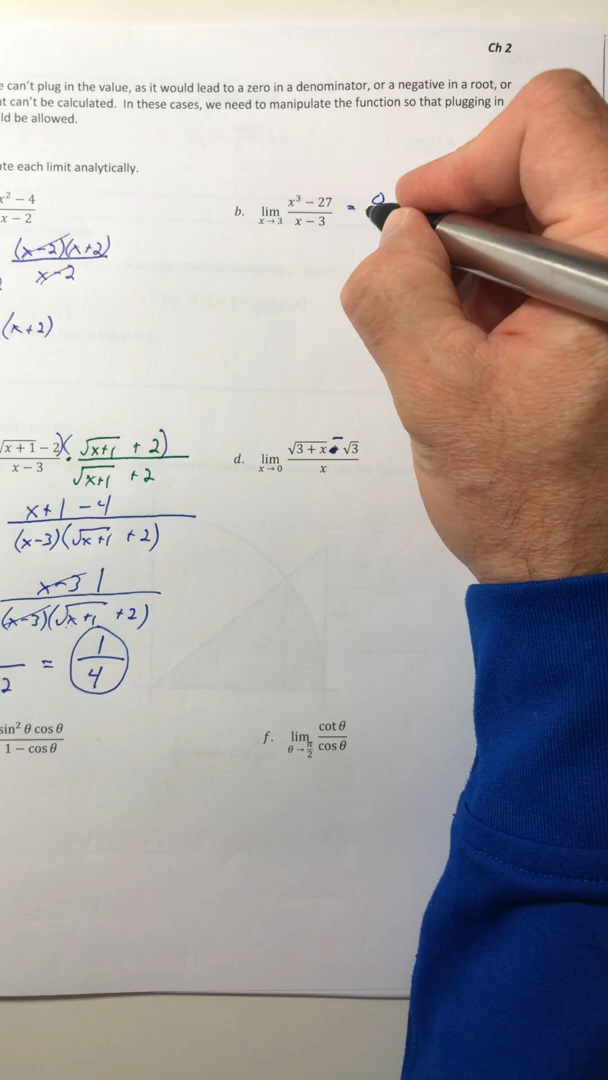 Ch 2
e can't plug in the value, as it would lead to a zero in a denominator, or a negative in a root, or
t can't be calculated. In these cases, we need to manipulate the function so that plugging in
ld be allowed.
te each limit analytically.
x² − 4
x − 2
(x-2)(x+2)
x-2
(x+2)
b. lim x→3 x³ − 27 / x − 3 = 0
√x + 1 − 2)(√x+1 + 2)
x − 3 · √x+1 + 2
x+1 -4
(x-3)(√x+1 + 2)
x-3 1
(x-3)(√x+1 +2)
2 = 1/4
d. lim x→0 √3 + x - √3 / x
sin² θ cos θ
1 − cos θ
f. lim θ→π/2 cot θ / cos θ